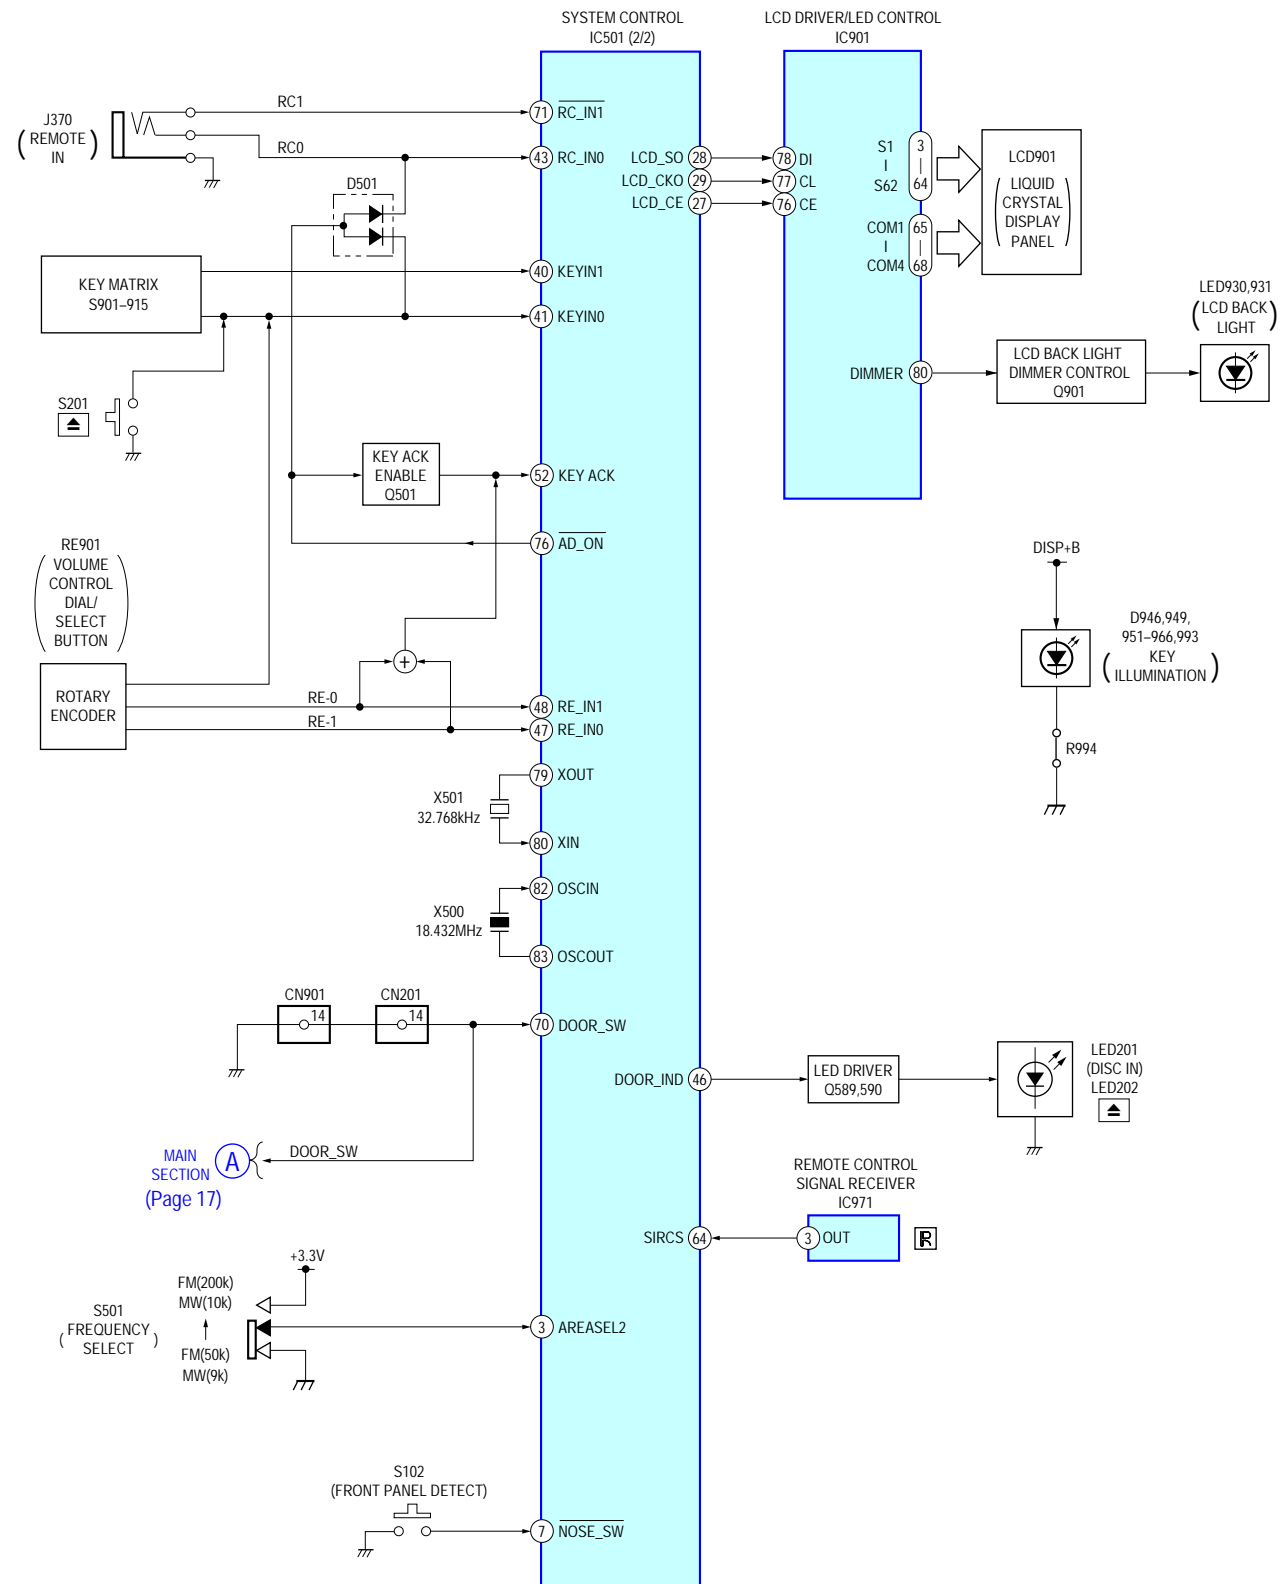 SYSTEM CONTROL
IC501 (2/2)
LCD DRIVER/LED CONTROL
IC901
J370
(REMOTE
IN)
RC1
71
RC_IN1
RC0
43
RC_IN0
D501
LCD_SO
28
78
DI
LCD_CKO
29
77
CL
LCD_CE
27
76
CE
S1
I
S62
3
|
64
COM1
I
COM4
65
|
68
LCD901
(LIQUID
CRYSTAL
DISPLAY
PANEL)
KEY MATRIX
S901–915
40
KEYIN1
41
KEYIN0
LED930,931
(LCD BACK
LIGHT)
DIMMER
80
LCD BACK LIGHT
DIMMER CONTROL
Q901
S201
KEY ACK
ENABLE
Q501
52
KEY ACK
76
AD_ON
RE901
(VOLUME
CONTROL
DIAL/
SELECT
BUTTON)
ROTARY
ENCODER
+
RE-0
48
RE_IN1
RE-1
47
RE_IN0
DISP+B
D946,949,
951–966,993
(KEY
ILLUMINATION)
R994
79
XOUT
X501
32.768kHz
80
XIN
82
OSCIN
X500
18.432MHz
83
OSCOUT
CN901
14
CN201
14
70
DOOR_SW
DOOR_IND
46
LED DRIVER
Q589,590
LED201
(DISC IN)
LED202
MAIN
SECTION
A
DOOR_SW
(Page 17)
REMOTE CONTROL
SIGNAL RECEIVER
IC971
SIRCS
64
3
OUT
R
+3.3V
S501
(FREQUENCY
SELECT)
FM(200k)
MW(10k)
FM(50k)
MW(9k)
3
AREASEL2
S102
(FRONT PANEL DETECT)
7
NOSE_SW